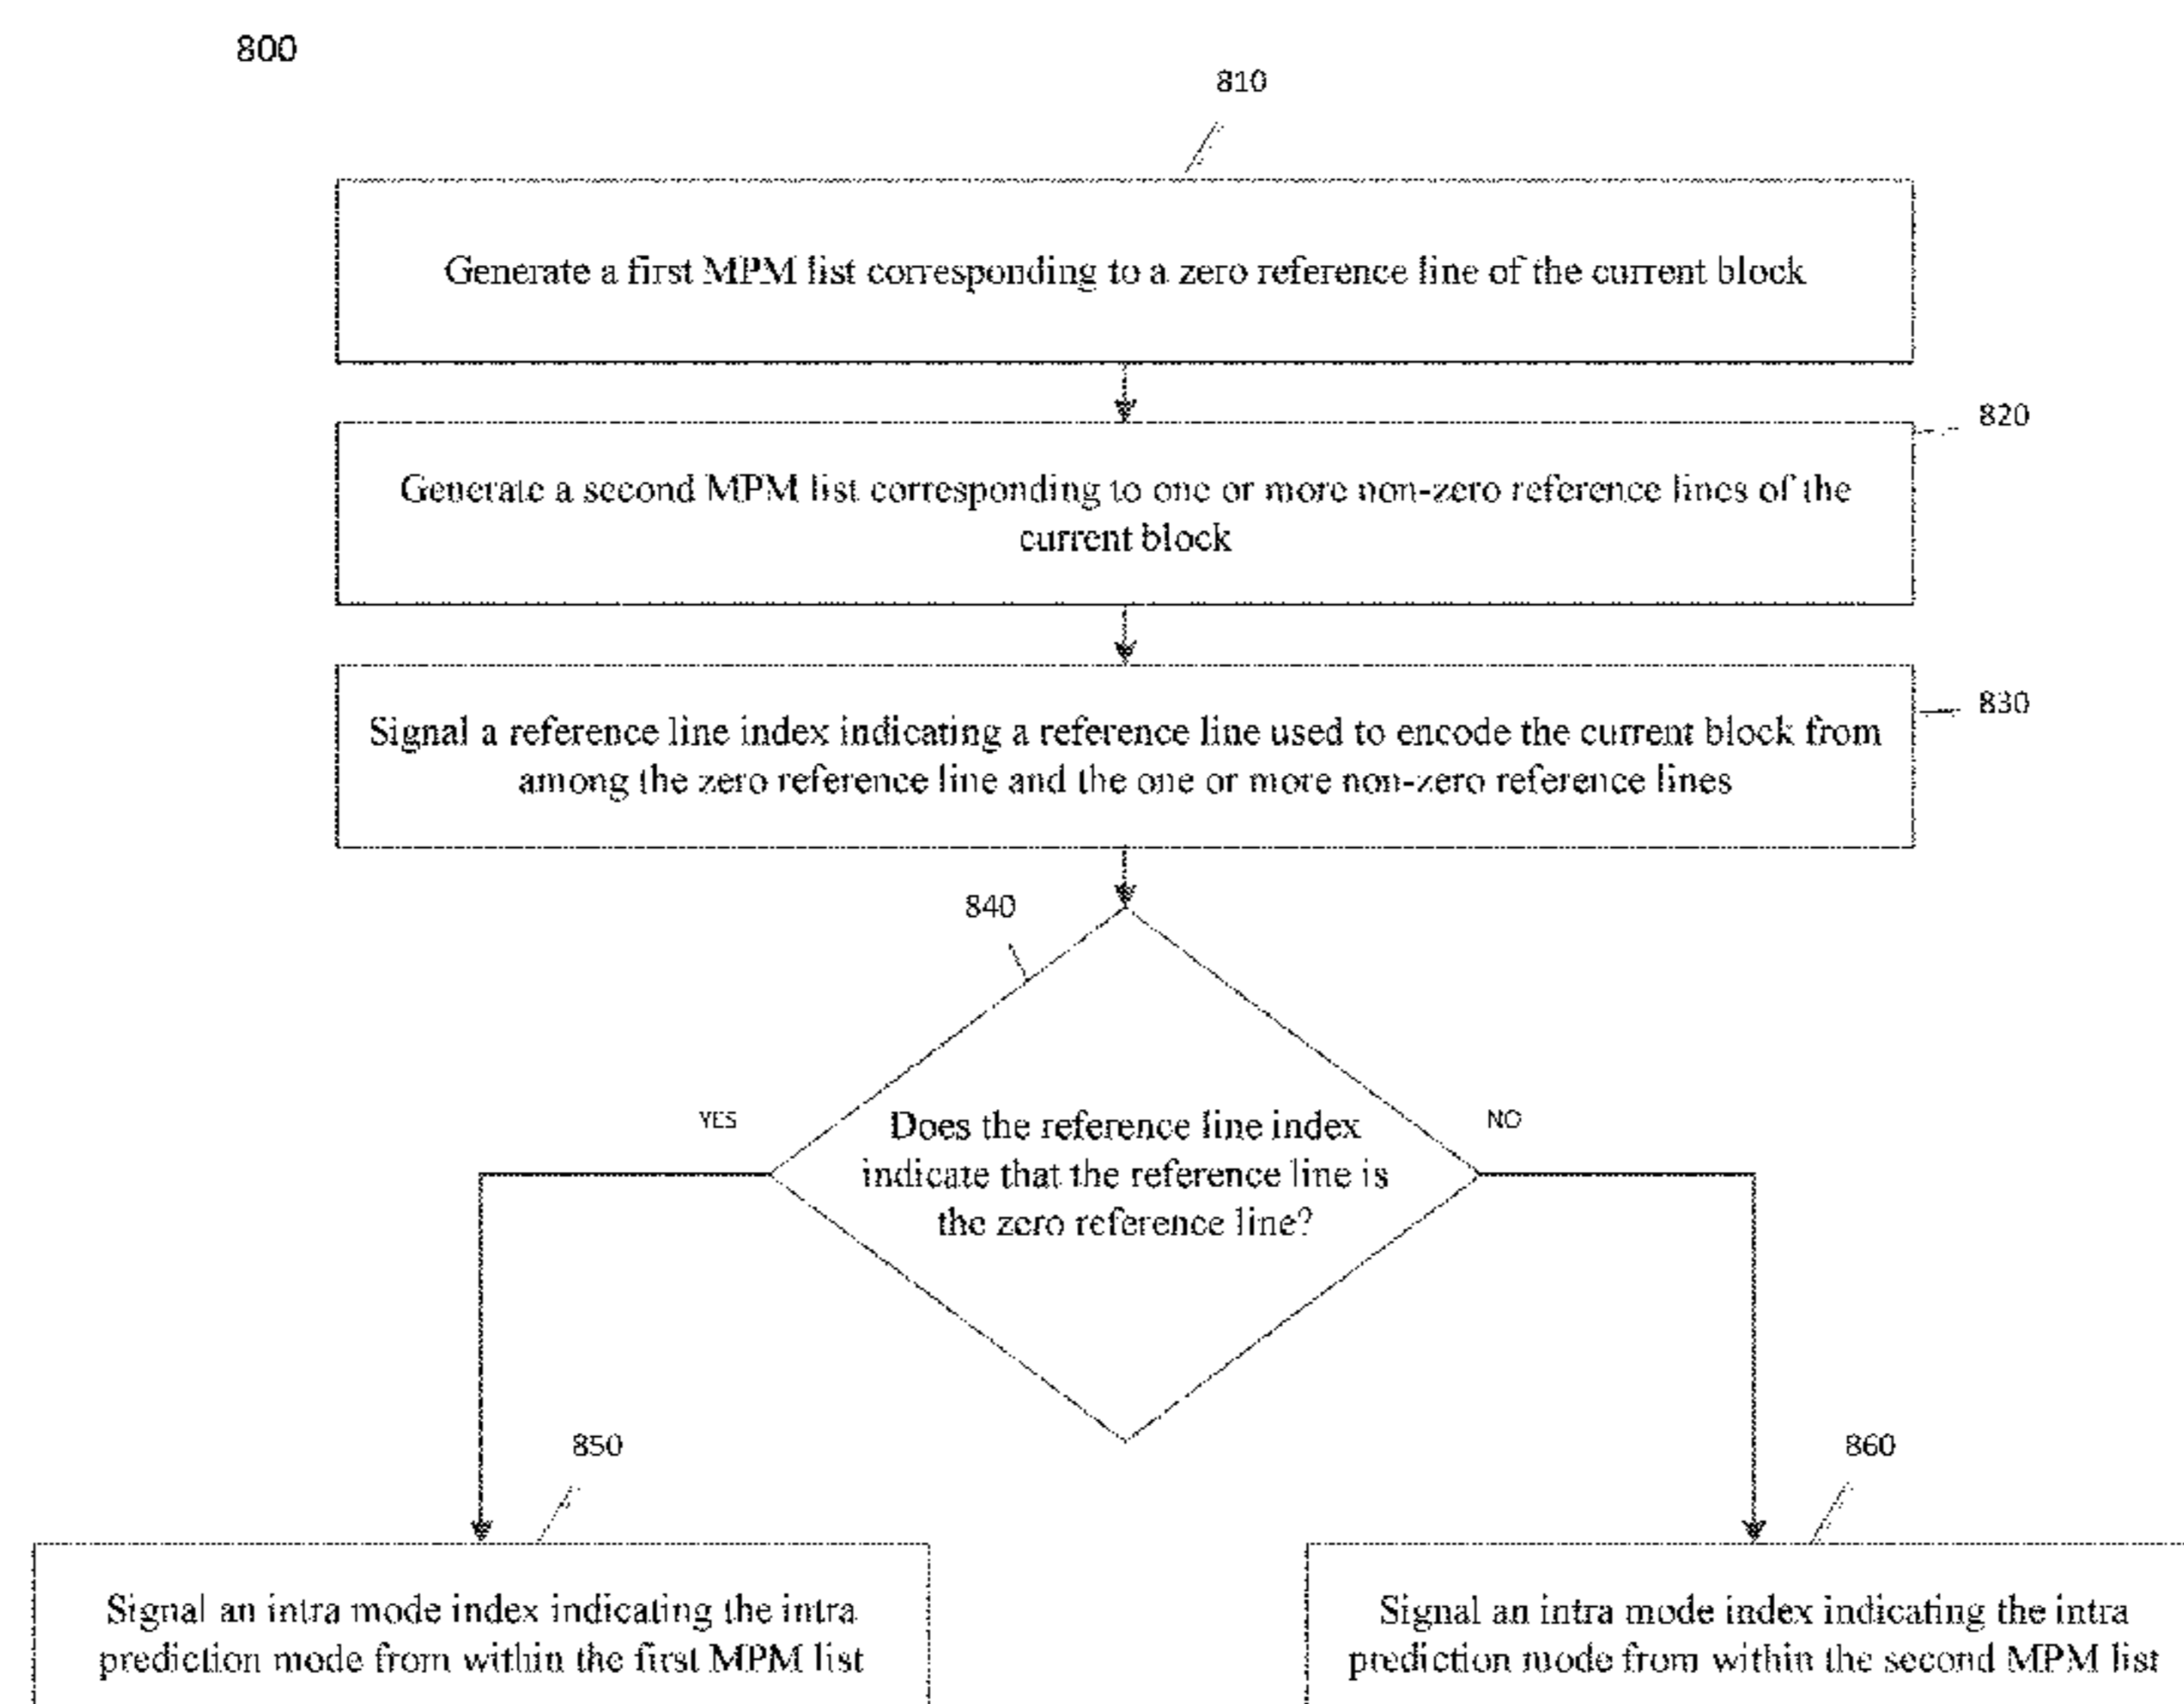 800
810
Generate a first MPM list corresponding to a zero reference line of the current block
820
Generate a second MPM list corresponding to one or more non-zero reference lines of the
current block
830
Signal a reference line index indicating a reference line used to encode the current block from
among the zero reference line and the one or more non-zero reference lines
840
YES
NO
Does the reference line index
indicate that the reference line is
the zero reference line?
850
860
Signal an intra mode index indicating the intra
prediction mode from within the first MPM list
Signal an intra mode index indicating the intra
prediction mode from within the second MPM list